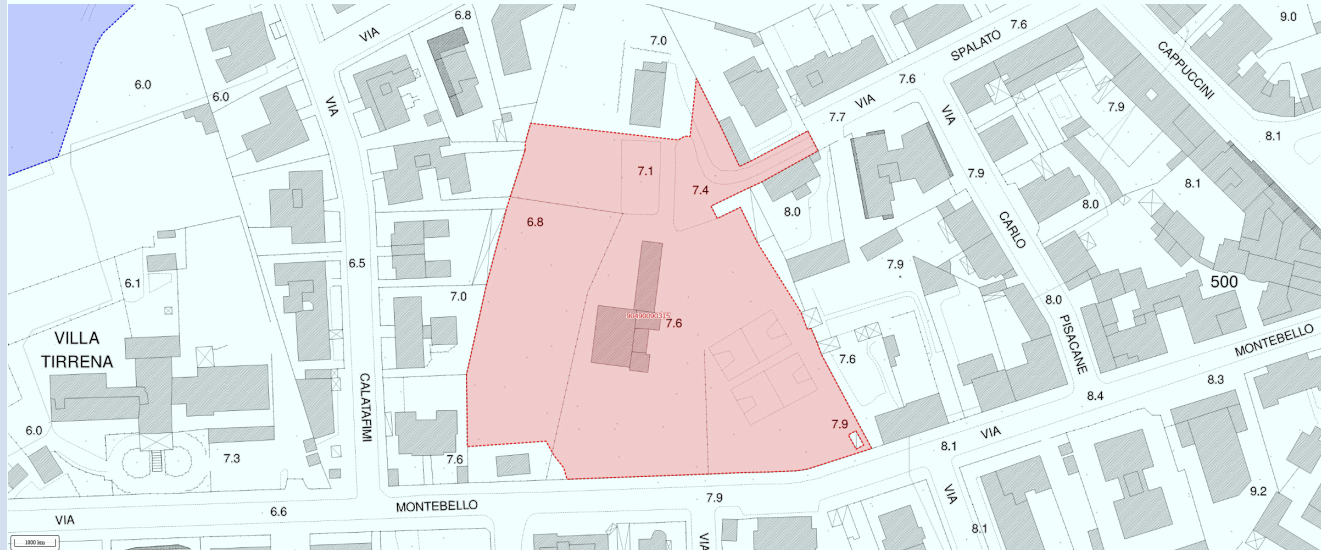 6.8
VIA
7.0
7.6
9.0
SPALATO
CAPPUCCINI
6.0
6.0
VIA
7.6
VIA
7.7
VIA
7.9
8.1
7.1
7.4
7.9
8.1
8.0
8.0
6.8
CARLO
6.5
7.9
6.1
7.0
500
8.0
7.6
VILLA
TIRRENA
PISACANE
MONTEBELLO
7.6
CALATAFIMI
8.3
8.4
7.9
6.0
VIA
8.1
7.3
7.6
VIA
9.2
7.9
MONTEBELLO
6.6
VIA
8.1
VIA
1000 km